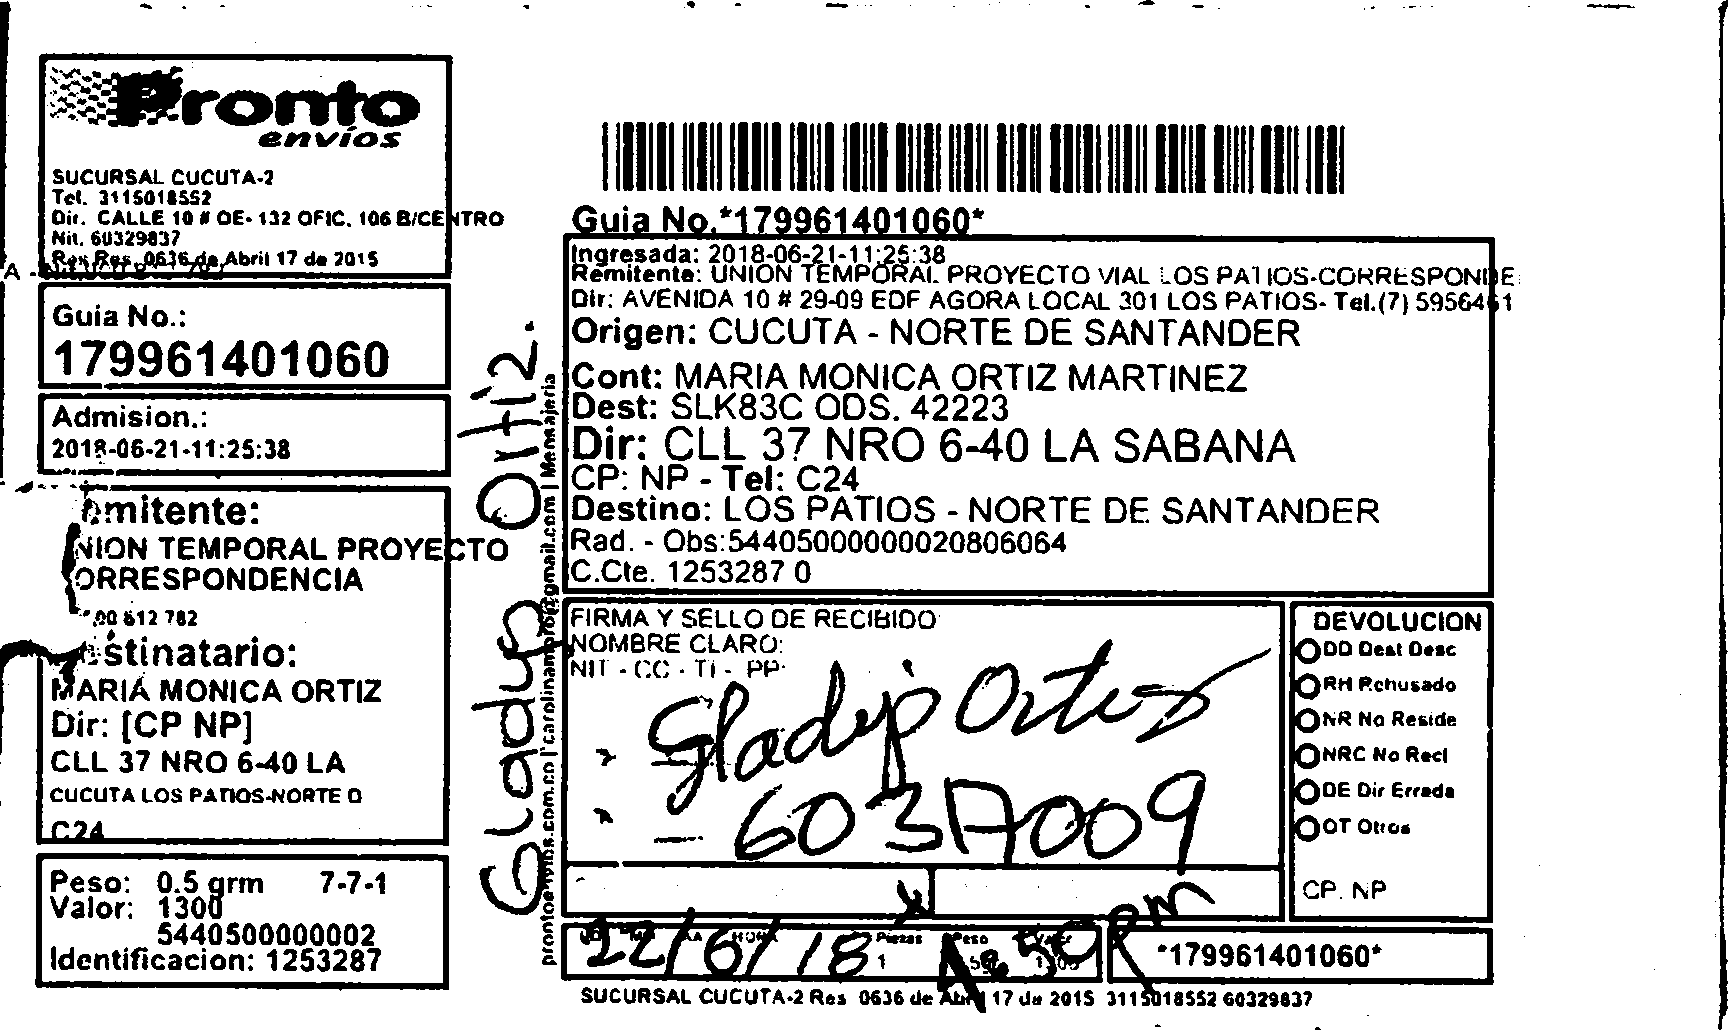 Pronto
envíos
SUCURSAL CUCUTA-2
Tel. 3115018552
Dir. CALLE 10 # OE- 132 OFIC. 106 B/CENTRO
Nit. 60329837
Res Res. 0636 de Abril 17 de 2015
Guia No.:
179961401060
Admision.:
2018-06-21-11:25:38
mitente:
NION TEMPORAL PROYECTO
ORRESPONDENCIA
00 612 782
stinatario:
MARIA MONICA ORTIZ
Dir: [CP NP]
CLL 37 NRO 6-40 LA
CUCUTA LOS PATIOS-NORTE D
C24
Peso: 0.5 grm 7-7-1
Valor: 1300
5440500000002
Identificacion: 1253287
Gladys Ortiz.
Mensajeria
Guia No.*179961401060*
Ingresada: 2018-06-21-11:25:38
Remitente: UNION TEMPORAL PROYECTO VIAL LOS PATIOS-CORRESPONDE
Dir: AVENIDA 10 # 29-09 EDF AGORA LOCAL 301 LOS PATIOS- Tel.(7) 5956461
Origen: CUCUTA - NORTE DE SANTANDER
Cont: MARIA MONICA ORTIZ MARTINEZ
Dest: SLK83C ODS. 42223
Dir: CLL 37 NRO 6-40 LA SABANA
CP: NP - Tel: C24
Destino: LOS PATIOS - NORTE DE SANTANDER
Rad. - Obs:54405000000020806064
C.Cte. 1253287 0
FIRMA Y SELLO DE RECIBIDO
NOMBRE CLARO:
NIT - CC - TI - PP:
Gladys Ortiz
DEVOLUCION
DD Dest Desc
RH Rehusado
NR No Reside
NRC No Recl
DE Dir Errada
OT Otros
CP. NP
22/6/18
HORA
Piezas
1
Peso
*179961401060*
SUCURSAL CUCUTA-2 Res 0636 de Abril 17 de 2015 3115018552 60329837